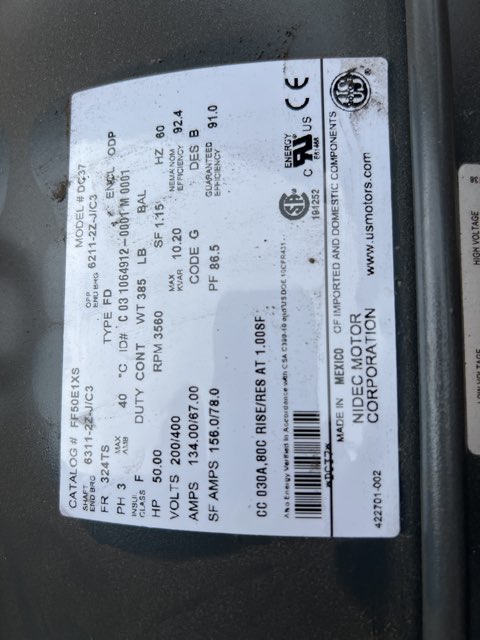 CATALOG # FF50E1XS MODEL # DG37
SHAFT END BRG 6311-2Z-J/C3 OPP END BRG 6211-2Z-J/C3
FR 324TS TYPE FD ENCL ODP
PH 3 MAX AMB 40 °C ID# C 03 1064912-0001 M 0001
INSUL CLASS F DUTY CONT WT 385 LB BAL
HP 50.00 RPM 3560 SF 1.15 HZ 60
VOLTS 200/400 MAX KVAR 10.20 NEMA NOM EFFICIENCY 92.4
AMPS 134.00/67.00 CODE G DES B
SF AMPS 156.0/78.0 PF 86.5 GUARANTEED EFFICIENCY 91.0
CC 030A,80C RISE/RES AT 1.00SF
191252
C US
ENERGY
CE
MADE IN MEXICO OF IMPORTED AND DOMESTIC COMPONENTS
NIDEC MOTOR
CORPORATION
www.usmotors.com
422701-002
HIGH VOLTAGE